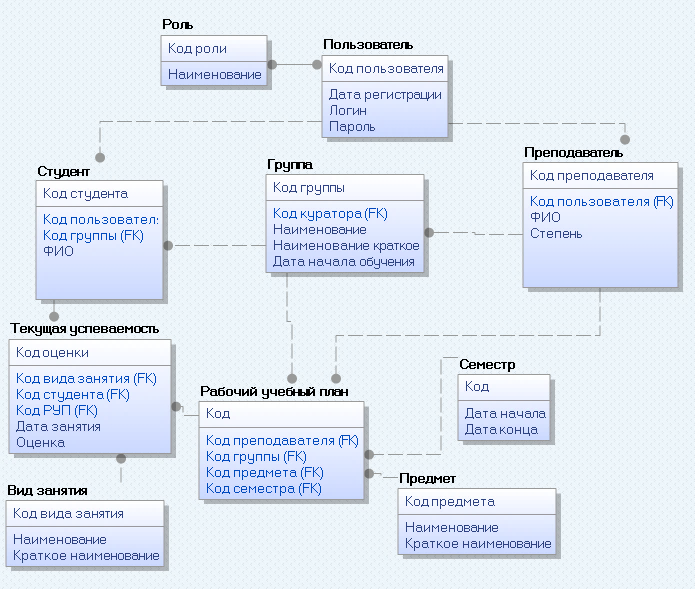 Роль
Код роли
Наименование
Пользователь
Код пользователя
Дата регистрации
Логин
Пароль
Студент
Код студента
Код пользовател:
Код группы (FK)
ФИО
Группа
Код группы
Код куратора (FK)
Наименование
Наименование краткое
Дата начала обучения
Преподаватель
Код преподавателя
Код пользователя (FK)
ФИО
Степень
Текущая успеваемость
Код оценки
Код вида занятия (FK)
Код студента (FK)
Код РУП (FK)
Дата занятия
Оценка
Рабочий учебный план
Код
Код преподавателя (FK)
Код группы (FK)
Код предмета (FK)
Код семестра (FK)
Семестр
Код
Дата начала
Дата конца
Вид занятия
Код вида занятия
Наименование
Краткое наименование
Предмет
Код предмета
Наименование
Краткое наименование